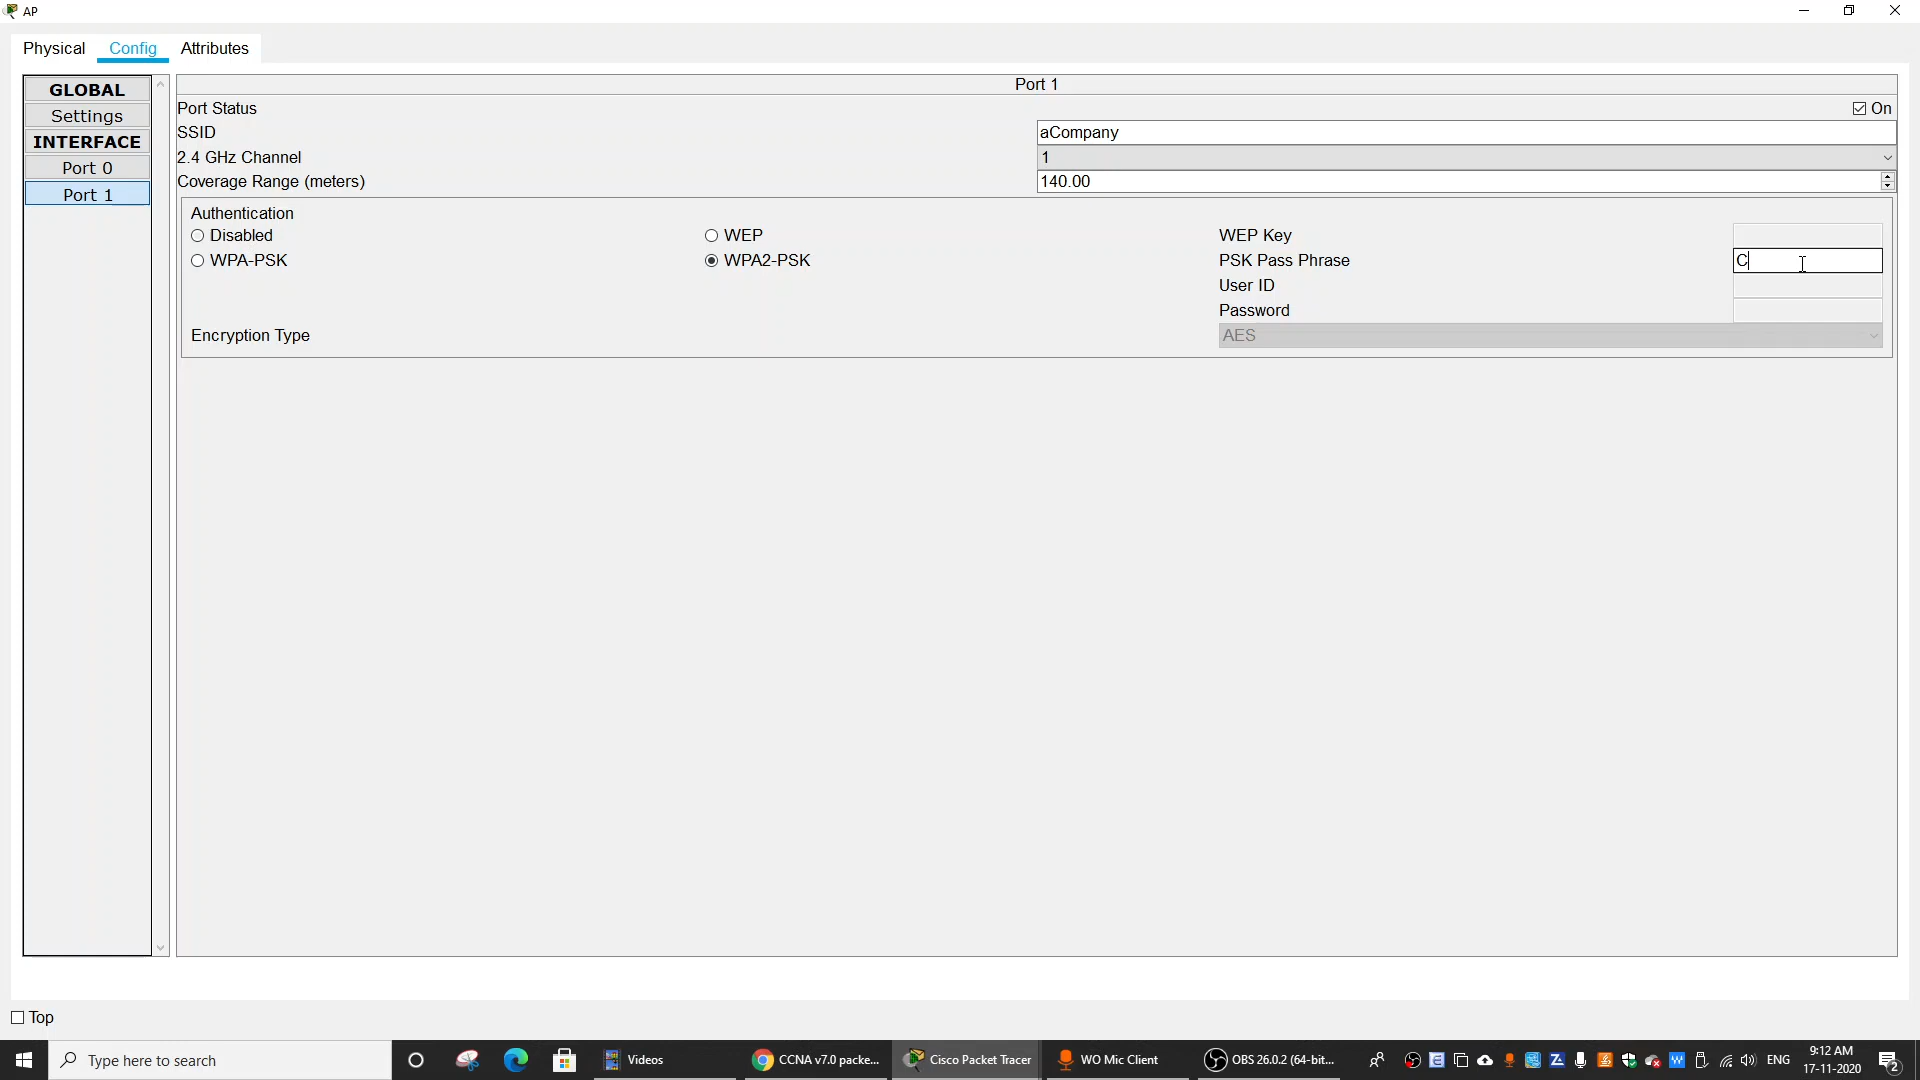 AP
Physical Config Attributes
GLOBAL
Settings
INTERFACE
Port 0
Port 1
Port 1
Port Status On
SSID aCompany
2.4 GHz Channel 1
Coverage Range (meters) 140.00
Authentication
Disabled WEP WEP Key
WPA-PSK WPA2-PSK PSK Pass Phrase C
User ID
Password
Encryption Type AES
Top
Type here to search Videos CCNA v7.0 packe... Cisco Packet Tracer WO Mic Client OBS 26.0.2 (64-bit... ENG 9:12 AM
17-11-2020 2